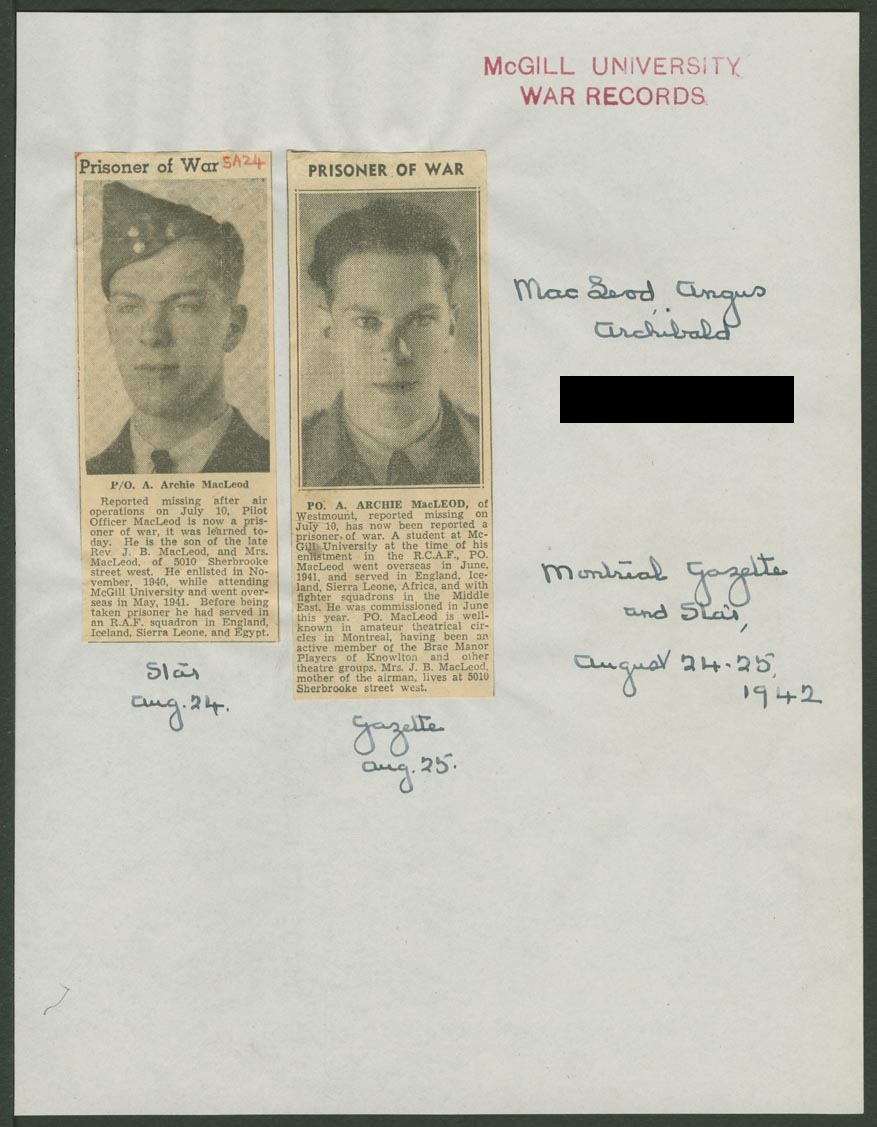 McGILL UNIVERSITY
WAR RECORDS
Prisoner of War SA24
P/O. A. Archie MacLeod
Reported missing after air
operations on July 10, Pilot
Officer MacLeod is now a pris-
oner of war, it was learned to-
day. He is the son of the late
Rev. J. B. MacLeod, and Mrs.
MacLeod, of 5010 Sherbrooke
street west. He enlisted in No-
vember, 1940, while attending
McGill University and went over-
seas in May, 1941. Before being
taken prisoner he had served in
an R.A.F. squadron in England,
Iceland, Sierra Leone, and Egypt.
Star
Aug. 24.
PRISONER OF WAR
PO. A. ARCHIE MacLEOD, of
Westmount, reported missing on
July 10, has now been reported a
prisoner of war. A student at Mc-
Gill University at the time of his
enlistment in the R.C.A.F., PO.
MacLeod went overseas in June,
1941, and served in England, Ice-
land, Sierra Leone, Africa, and with
fighter squadrons in the Middle
East. He was commissioned in June
this year. PO. MacLeod is well-
known in amateur theatrical cir-
cles in Montreal, having been an
active member of the Brae Manor
Players of Knowlton and other
theatre groups. Mrs. J. B. MacLeod,
mother of the airman, lives at 5010
Sherbrooke street west.
Gazette
Aug. 25.
MacLeod, Angus
Archibald
Montreal Gazette
and Star,
August 24-25,
1942